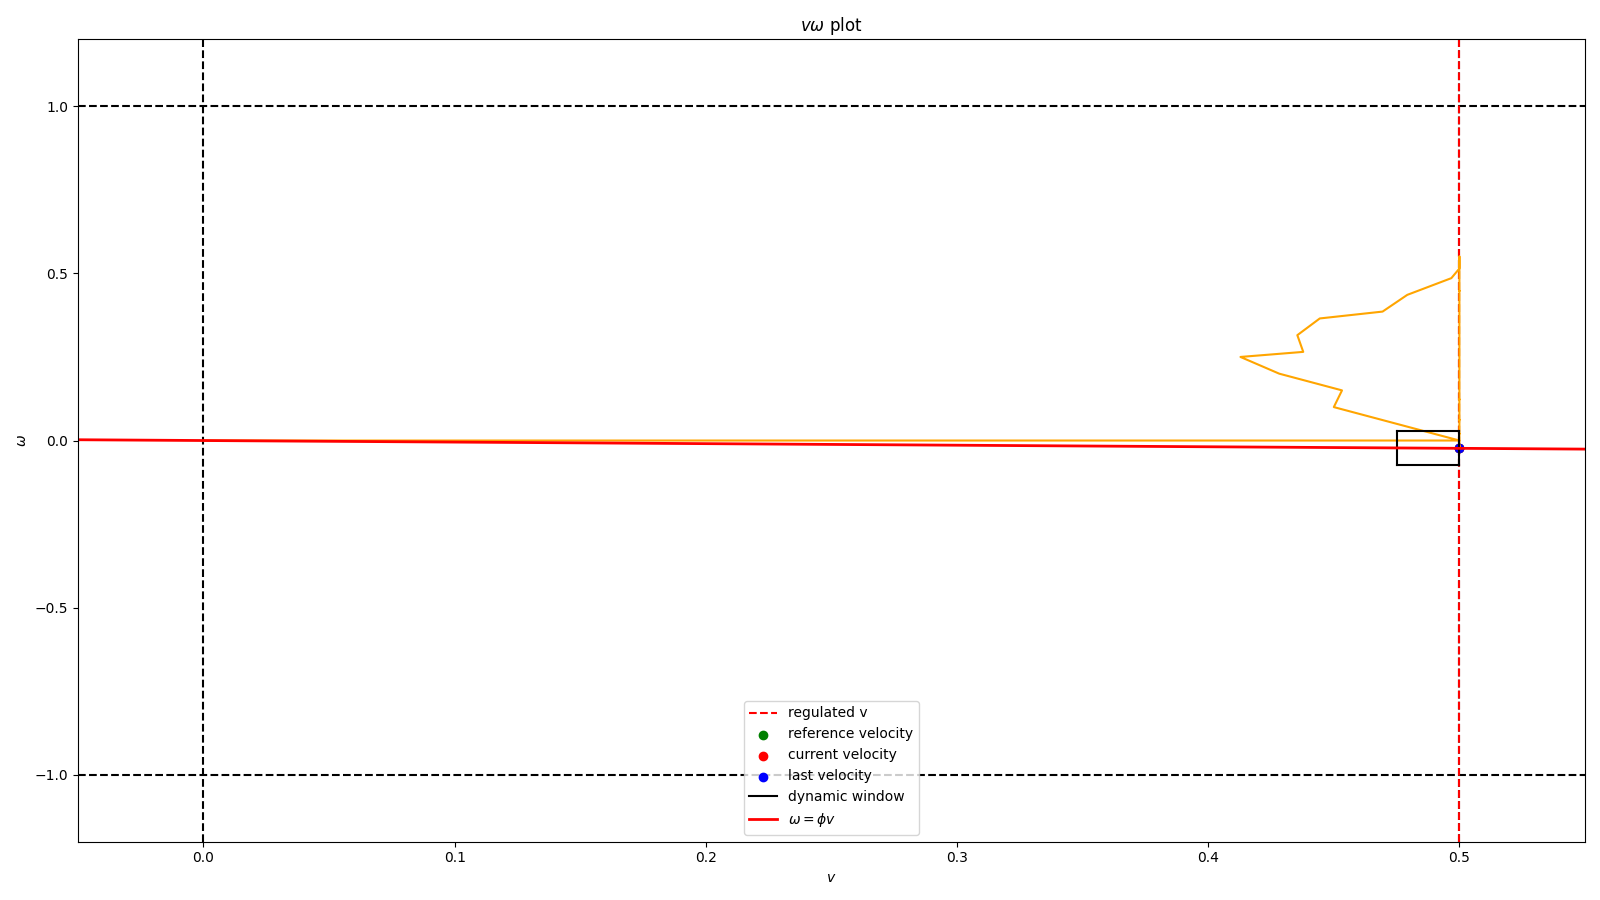 vω plot
1.0
0.5
0.0
−0.5
−1.0
ω
regulated v
reference velocity
current velocity
last velocity
dynamic window
ω = ϕv
0.0 0.1 0.2 0.3 0.4 0.5
v